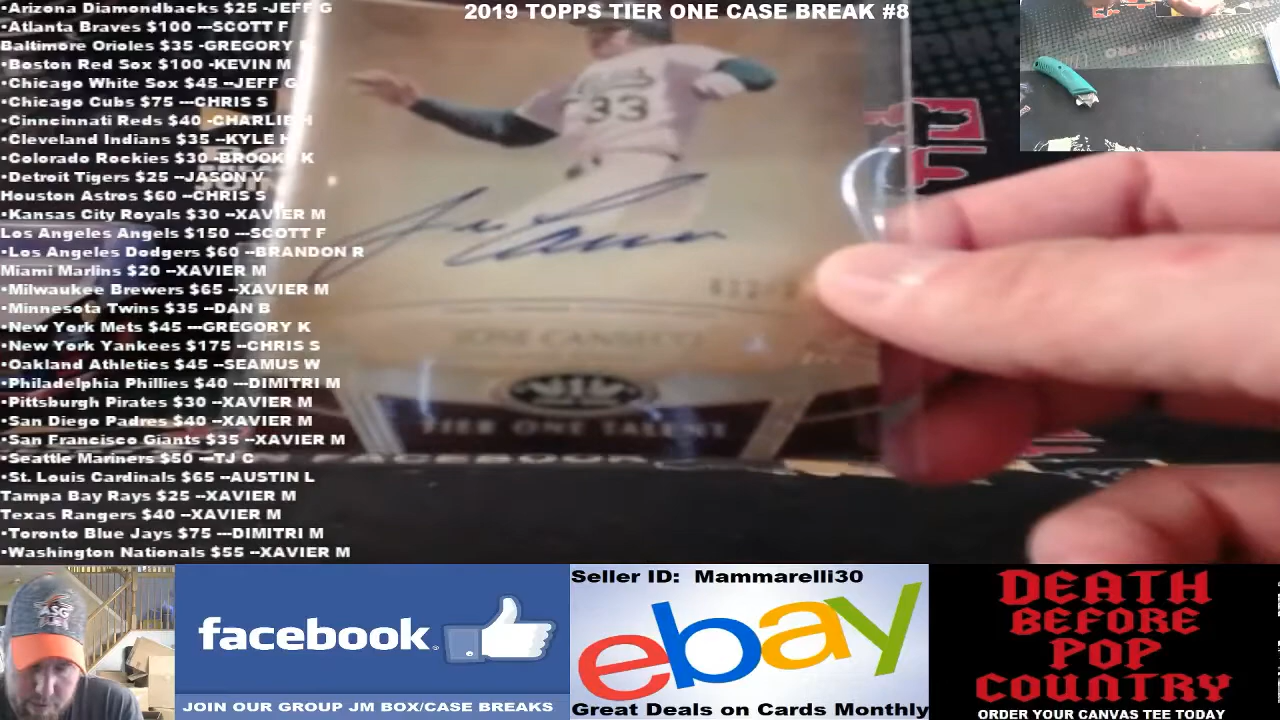 2019 TOPPS TIER ONE CASE BREAK #8
•Arizona Diamondbacks $25 -JEFF G
•Atlanta Braves $100 ---SCOTT F
Baltimore Orioles $35 -GREGORY
•Boston Red Sox $100 -KEVIN M
•Chicago White Sox $45 --JEFF G
•Chicago Cubs $75 ---CHRIS S
•Cinncinnati Reds $40 -CHARLIE H
•Cleveland Indians $35 --KYLE H
•Colorado Rockies $30 -BROOKS K
•Detroit Tigers $25 --JASON V
Houston Astros $60 --CHRIS S
•Kansas City Royals $30 --XAVIER M
Los Angeles Angels $150 ---SCOTT F
•Los Angeles Dodgers $60 --BRANDON R
Miami Marlins $20 --XAVIER M
•Milwaukee Brewers $65 --XAVIER M
•Minnesota Twins $35 --DAN B
•New York Mets $45 ---GREGORY K
•New York Yankees $175 --CHRIS S
•Oakland Athletics $45 --SEAMUS W
•Philadelphia Phillies $40 ---DIMITRI M
•Pittsburgh Pirates $30 --XAVIER M
•San Diego Padres $40 --XAVIER M
•San Francisco Giants $35 --XAVIER M
•Seattle Mariners $50 ---TJ C
•St. Louis Cardinals $65 --AUSTIN L
Tampa Bay Rays $25 --XAVIER M
Texas Rangers $40 --XAVIER M
•Toronto Blue Jays $75 ---DIMITRI M
•Washington Nationals $55 --XAVIER M
33
JOSE CANSECO
TIER ONE TALENT
FACEBOOK
ASG
facebook
JOIN OUR GROUP JM BOX/CASE BREAKS
Seller ID: Mammarelli30
ebay
Great Deals on Cards Monthly
DEATH
BEFORE
POP
COUNTRY
ORDER YOUR CANVAS TEE TODAY